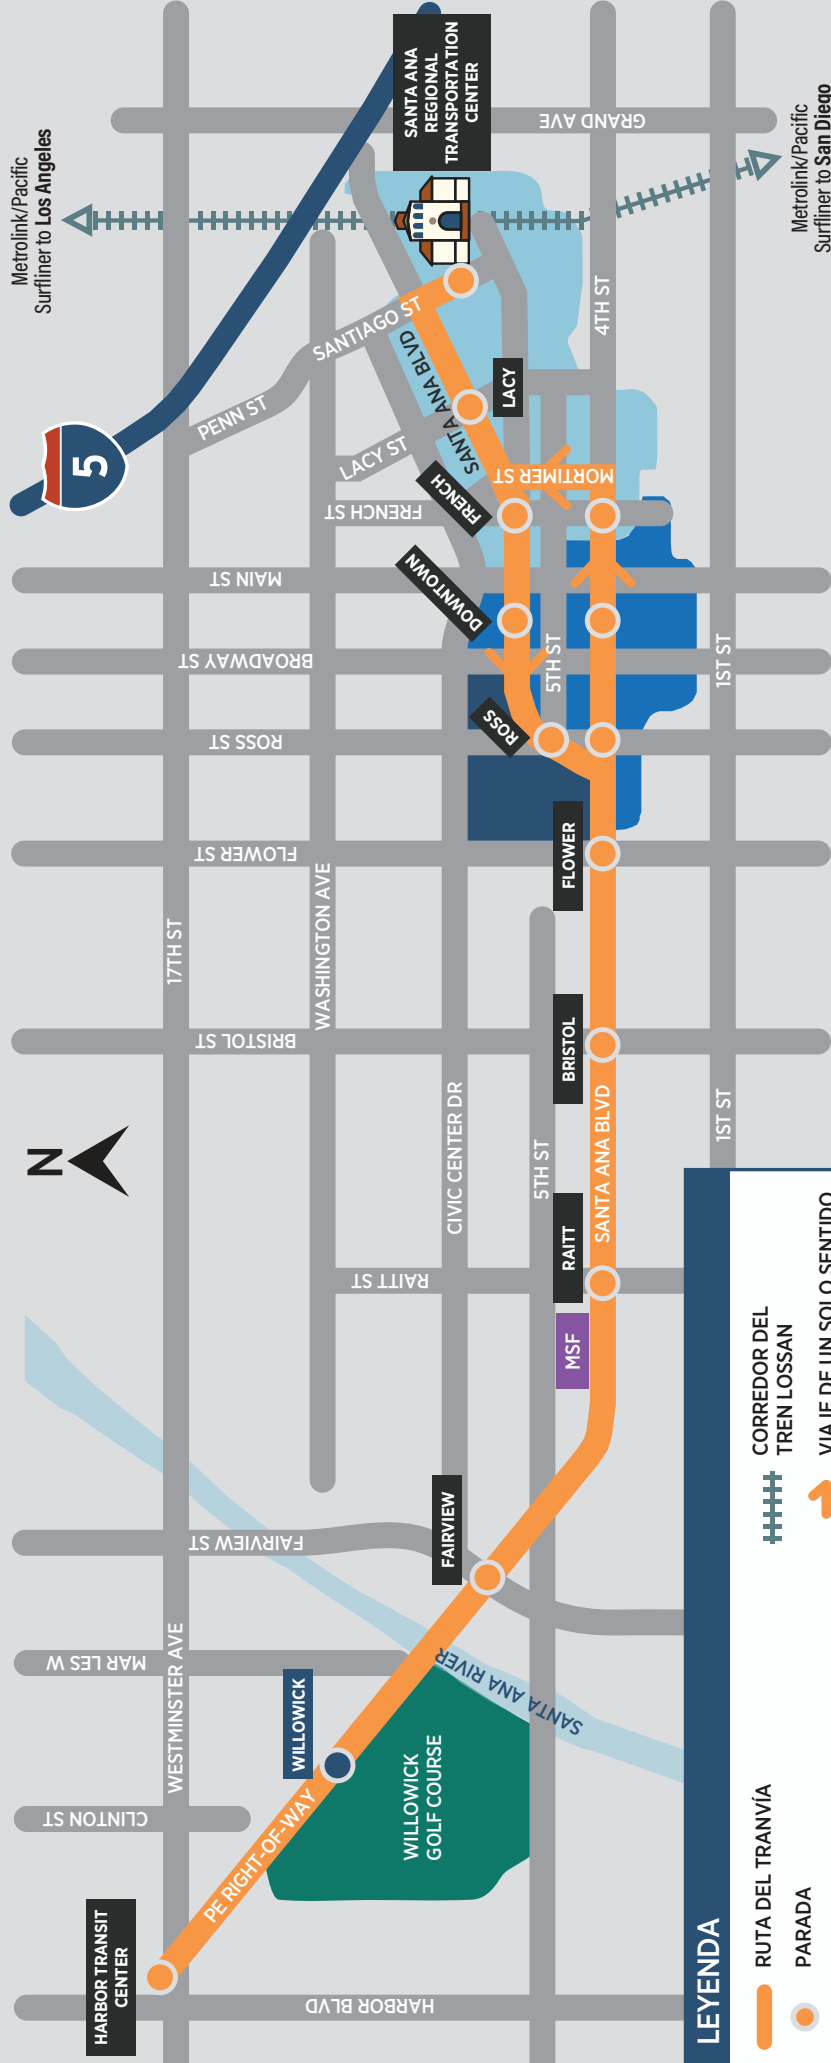 Metrolink/Pacific
Surfliner to Los Angeles
5
N
17TH ST
WESTMINSTER AVE
PENN ST
SANTIAGO ST
LACY ST
FRENCH ST
MAIN ST
BROADWAY ST
ROSS ST
FLOWER ST
BRISTOL ST
RAITT ST
FAIRVIEW ST
MAR LES W
CLINTON ST
HARBOR BLVD
GRAND AVE
WASHINGTON AVE
CIVIC CENTER DR
5TH ST
5TH ST
4TH ST
1ST ST
1ST ST
MORTIMER ST
SANTA ANA BLVD
SANTA ANA BLVD
PE RIGHT-OF-WAY
SANTA ANA RIVER
HARBOR TRANSIT
CENTER
WILLOWICK
WILLOWICK
GOLF COURSE
FAIRVIEW
MSF
RAITT
BRISTOL
FLOWER
ROSS
DOWNTOWN
FRENCH
LACY
SANTA ANA
REGIONAL
TRANSPORTATION
CENTER
Metrolink/Pacific
Surfliner to San Diego
LEYENDA
RUTA DEL TRANVÍA
PARADA
CORREDOR DEL
TREN LOSSAN
VIAJE DE UN SOLO SENTIDO